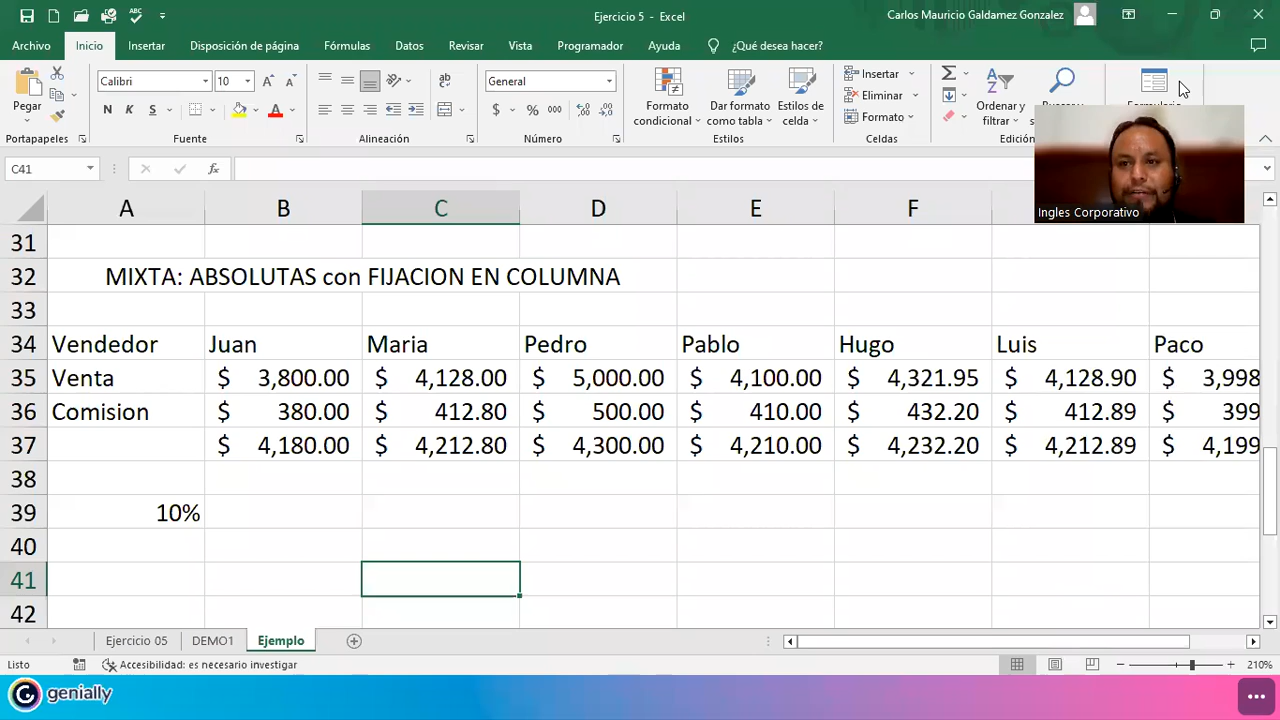 Ejercicio 5 - Excel
Carlos Mauricio Galdamez Gonzalez
Archivo Inicio Insertar Disposición de página Fórmulas Datos Revisar Vista Programador Ayuda ¿Qué desea hacer?
Pegar
Calibri 10
N K S
General
$ % 000
Formato condicional
Dar formato como tabla
Estilos de celda
Insertar
Eliminar
Formato
Ordenar y filtrar
Portapapeles Fuente Alineación Número Estilos Celdas Edición
Ingles Corporativo
C41 fx
A B C D E F
31
32 MIXTA: ABSOLUTAS con FIJACION EN COLUMNA
33
34 Vendedor Juan Maria Pedro Pablo Hugo Luis Paco
35 Venta $ 3,800.00 $ 4,128.00 $ 5,000.00 $ 4,100.00 $ 4,321.95 $ 4,128.90 $ 3,998
36 Comision $ 380.00 $ 412.80 $ 500.00 $ 410.00 $ 432.20 $ 412.89 $ 399
37 $ 4,180.00 $ 4,212.80 $ 4,300.00 $ 4,210.00 $ 4,232.20 $ 4,212.89 $ 4,199
38
39 10%
40
41
42
Ejercicio 05 DEMO1 Ejemplo
Listo Accesibilidad: es necesario investigar 210%
genially